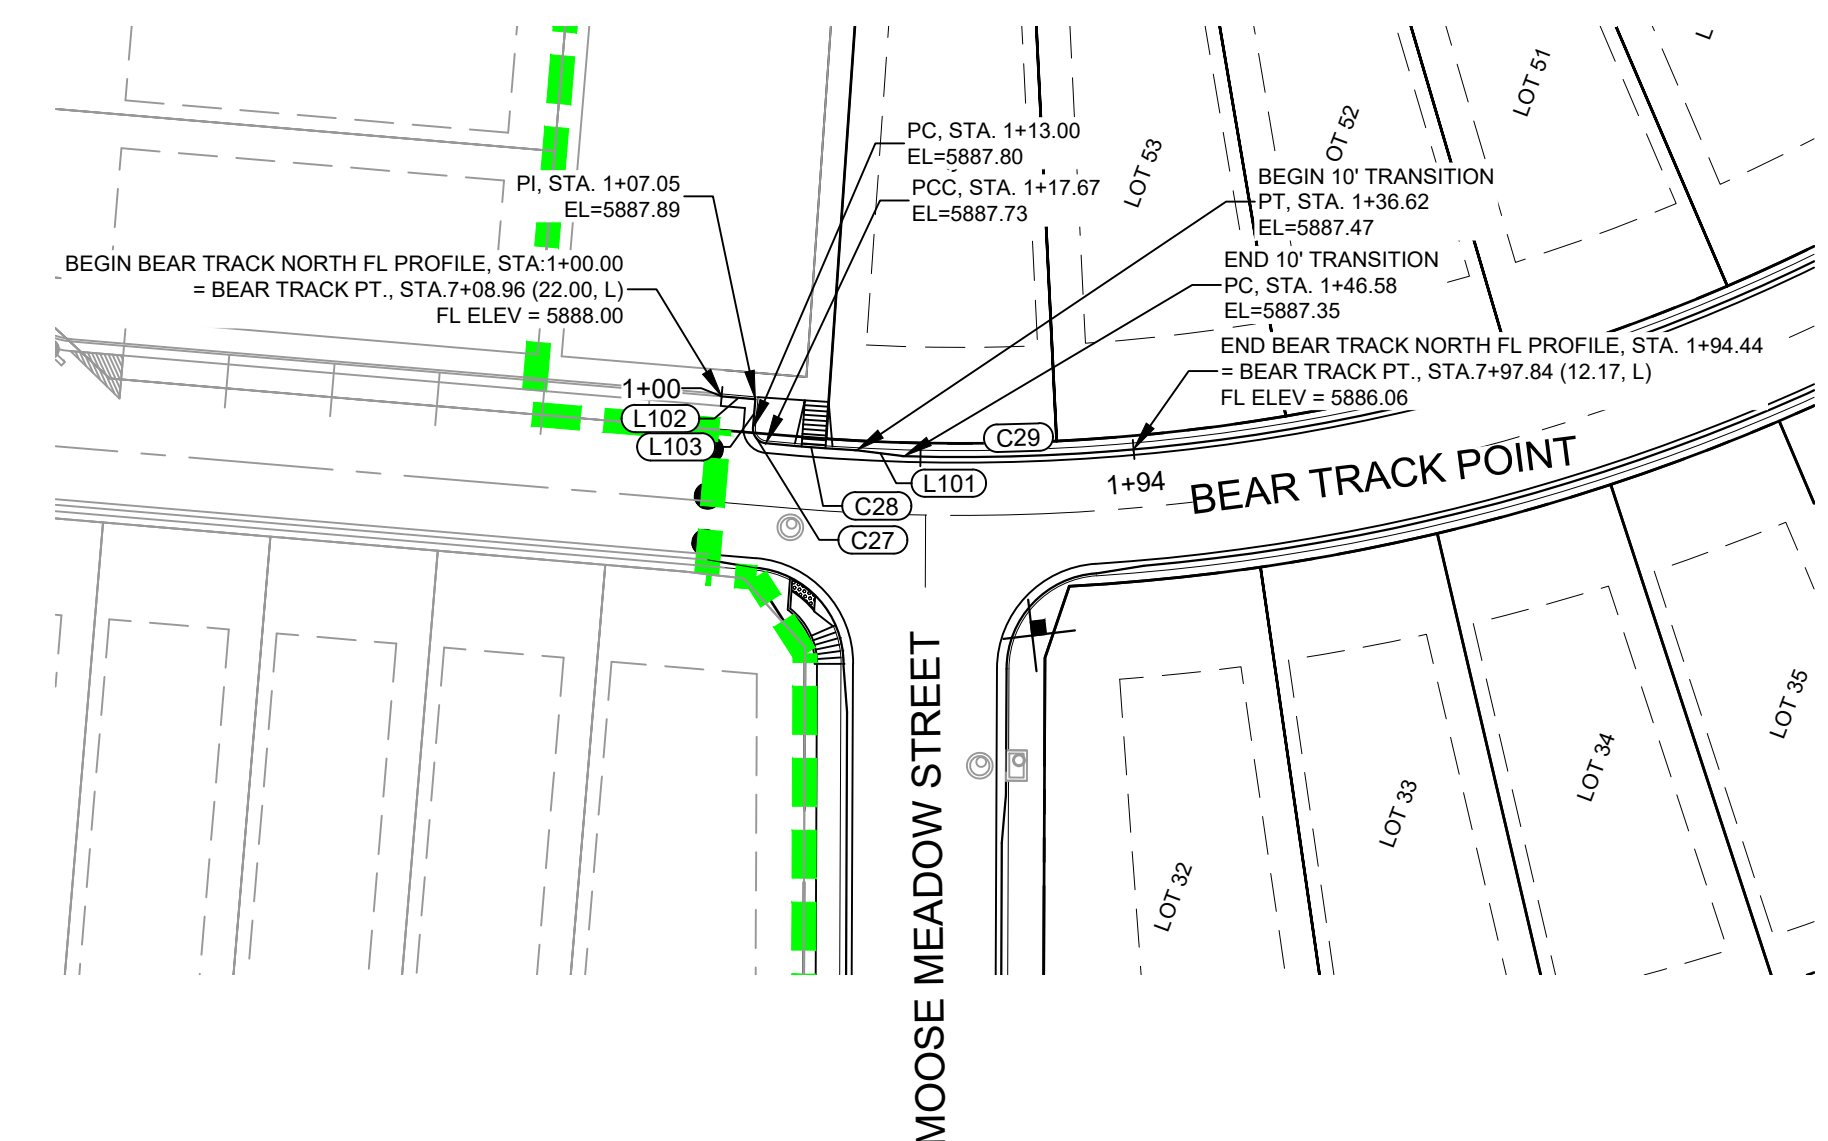 LOT 51
OT 52
LOT 53
PC, STA. 1+13.00
EL=5887.80
PI, STA. 1+07.05
EL=5887.89
PCC, STA. 1+17.67
EL=5887.73
BEGIN 10' TRANSITION
PT, STA. 1+36.62
EL=5887.47
BEGIN BEAR TRACK NORTH FL PROFILE, STA:1+00.00
= BEAR TRACK PT., STA.7+08.96 (22.00, L)
FL ELEV = 5888.00
END 10' TRANSITION
PC, STA. 1+46.58
EL=5887.35
END BEAR TRACK NORTH FL PROFILE, STA. 1+94.44
= BEAR TRACK PT., STA.7+97.84 (12.17, L)
FL ELEV = 5886.06
1+00
L102
L103
C29
L101
1+94
BEAR TRACK POINT
C28
C27
MOOSE MEADOW STREET
LOT 32
LOT 33
LOT 34
LOT 35